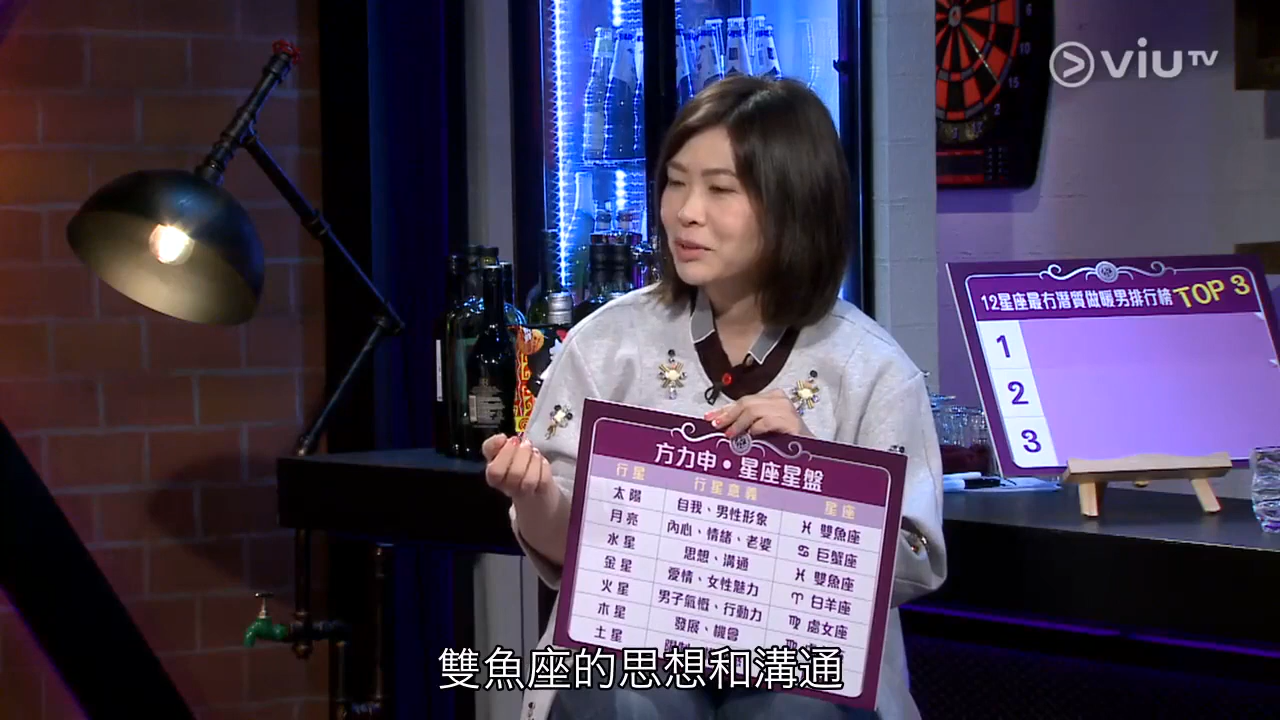 viuTV
12星座最冇潛質做暖男排行榜 TOP 3
1
2
3
方力申•星座星盤
行星 行星意義 星座
太陽 自我、男性形象 ♓ 雙魚座
月亮 內心、情緒、老婆 ♋ 巨蟹座
水星 思想、溝通 ♓ 雙魚座
金星 愛情、女性魅力 ♈ 白羊座
火星 男子氣慨、行動力 ♍ 處女座
木星 發展、機會 ♍
土星
雙魚座的思想和溝通